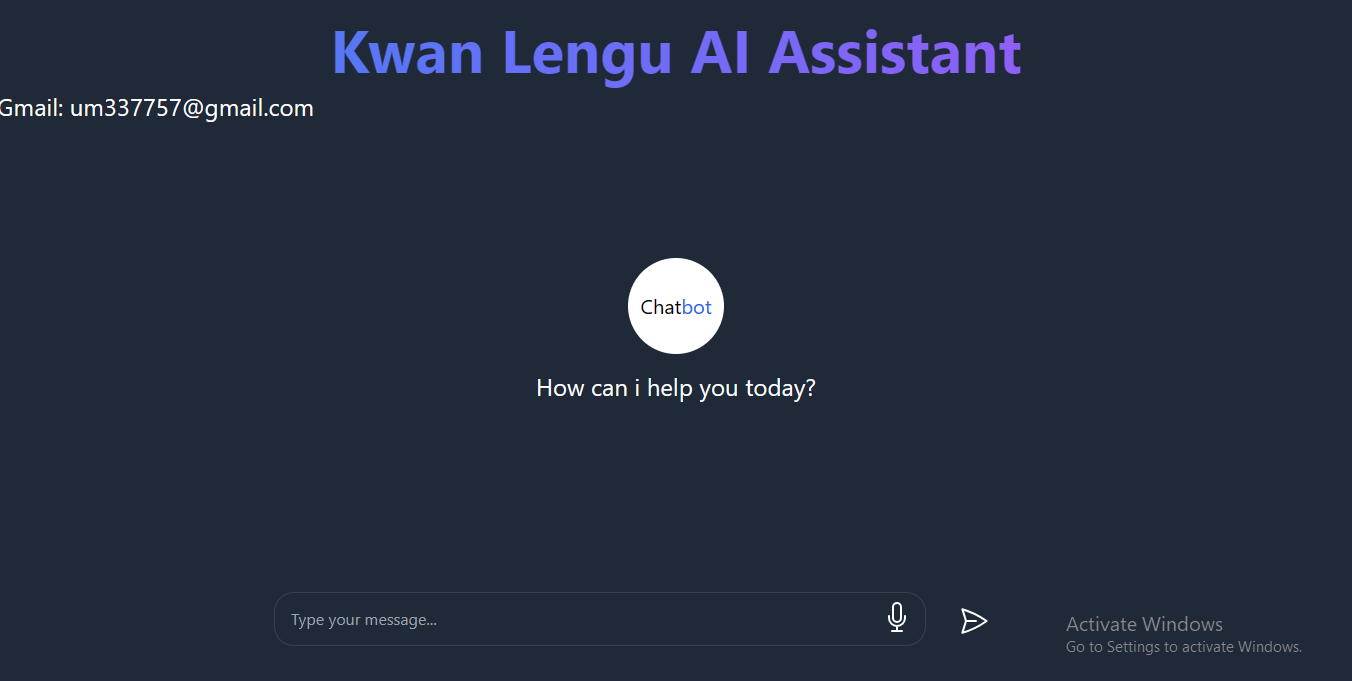 Kwan Lengu AI Assistant
Gmail: um337757@gmail.com
Chatbot
How can i help you today?
Type your message...
Activate Windows
Go to Settings to activate Windows.